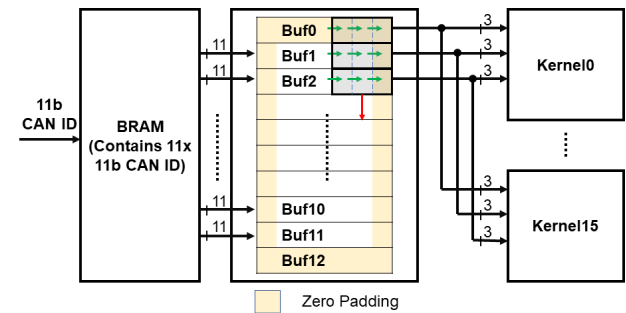 11b
CAN ID
BRAM
(Contains 11x
11b CAN ID)
11
11
11
11
Buf0
Buf1
Buf2
Buf10
Buf11
Buf12
3
3
3
Kernel0
3
3
3
Kernel15
Zero Padding